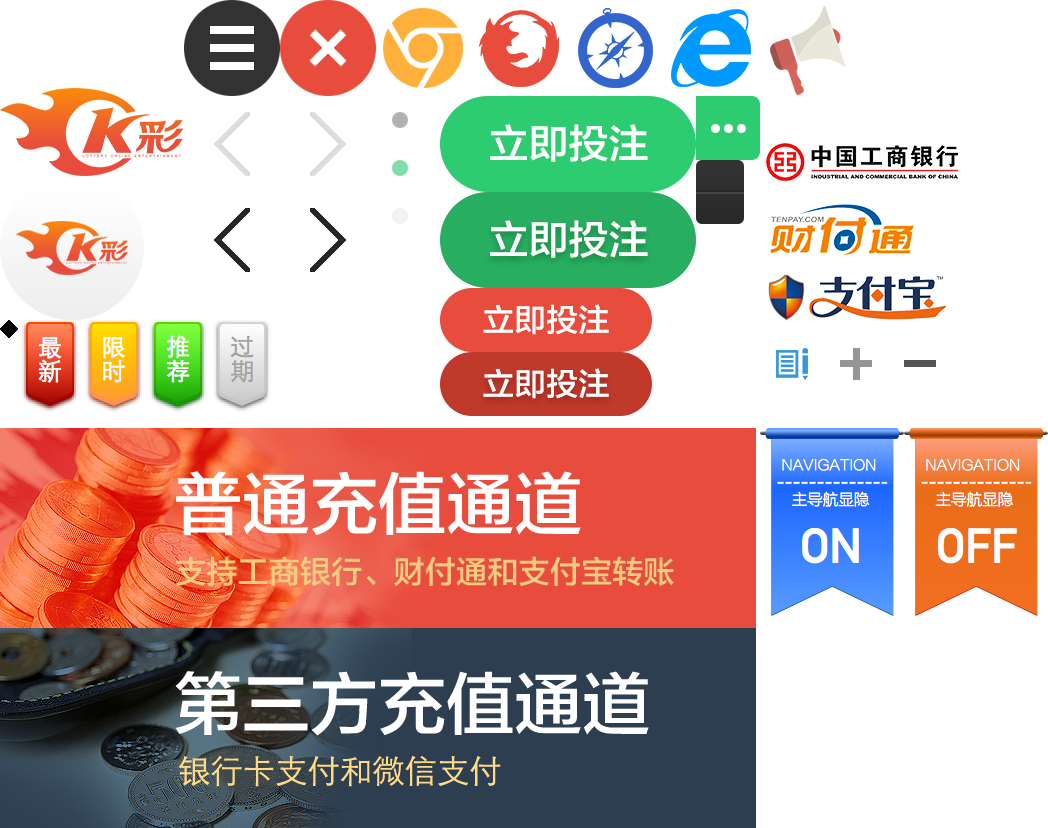 K彩
LOTTERY ONLINE ENTERTAINMENT
立即投注
中国工商银行
INDUSTRIAL AND COMMERCIAL BANK OF CHINA
K彩
立即投注
TENPAY.COM
财付通
支付宝™
立即投注
立即投注
最新
限时
推荐
过期
普通充值通道
支持工商银行、财付通和支付宝转账
NAVIGATION
主导航显隐
ON
NAVIGATION
主导航显隐
OFF
第三方充值通道
银行卡支付和微信支付